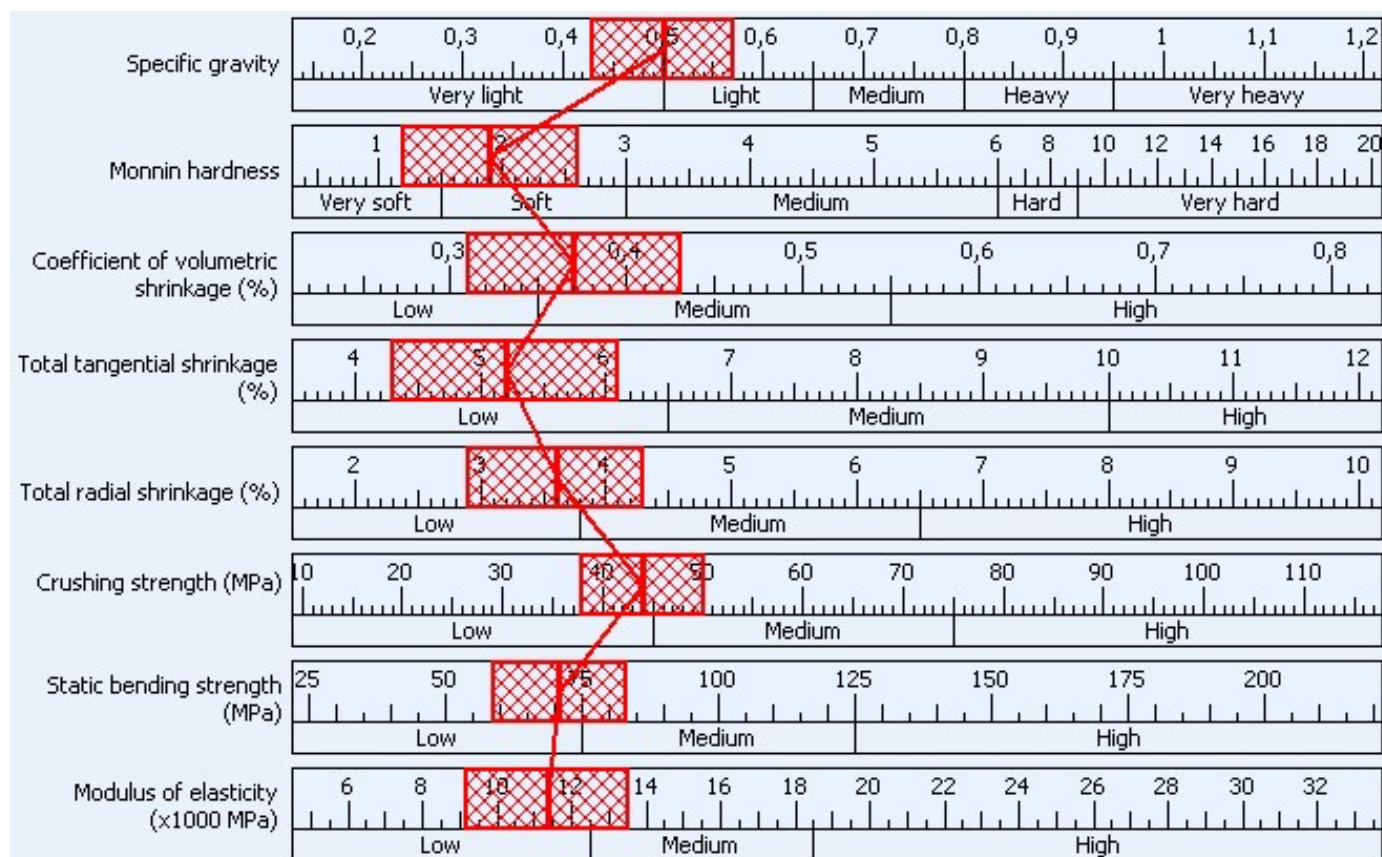 0,2 0,3 0,4 0,5 0,6 0,7 0,8 0,9 1 1,1 1,2
Specific gravity
Very light Light Medium Heavy Very heavy
1 2 3 4 5 6 8 10 12 14 16 18 20
Monnin hardness
Very soft Soft Medium Hard Very hard
0,3 0,4 0,5 0,6 0,7 0,8
Coefficient of volumetric
shrinkage (%)
Low Medium High
4 5 6 7 8 9 10 11 12
Total tangential shrinkage
(%)
Low Medium High
2 3 4 5 6 7 8 9 10
Total radial shrinkage (%)
Low Medium High
10 20 30 40 50 60 70 80 90 100 110
Crushing strength (MPa)
Low Medium High
25 50 75 100 125 150 175 200
Static bending strength
(MPa)
Low Medium High
6 8 10 12 14 16 18 20 22 24 26 28 30 32
Modulus of elasticity
(x1000 MPa)
Low Medium High